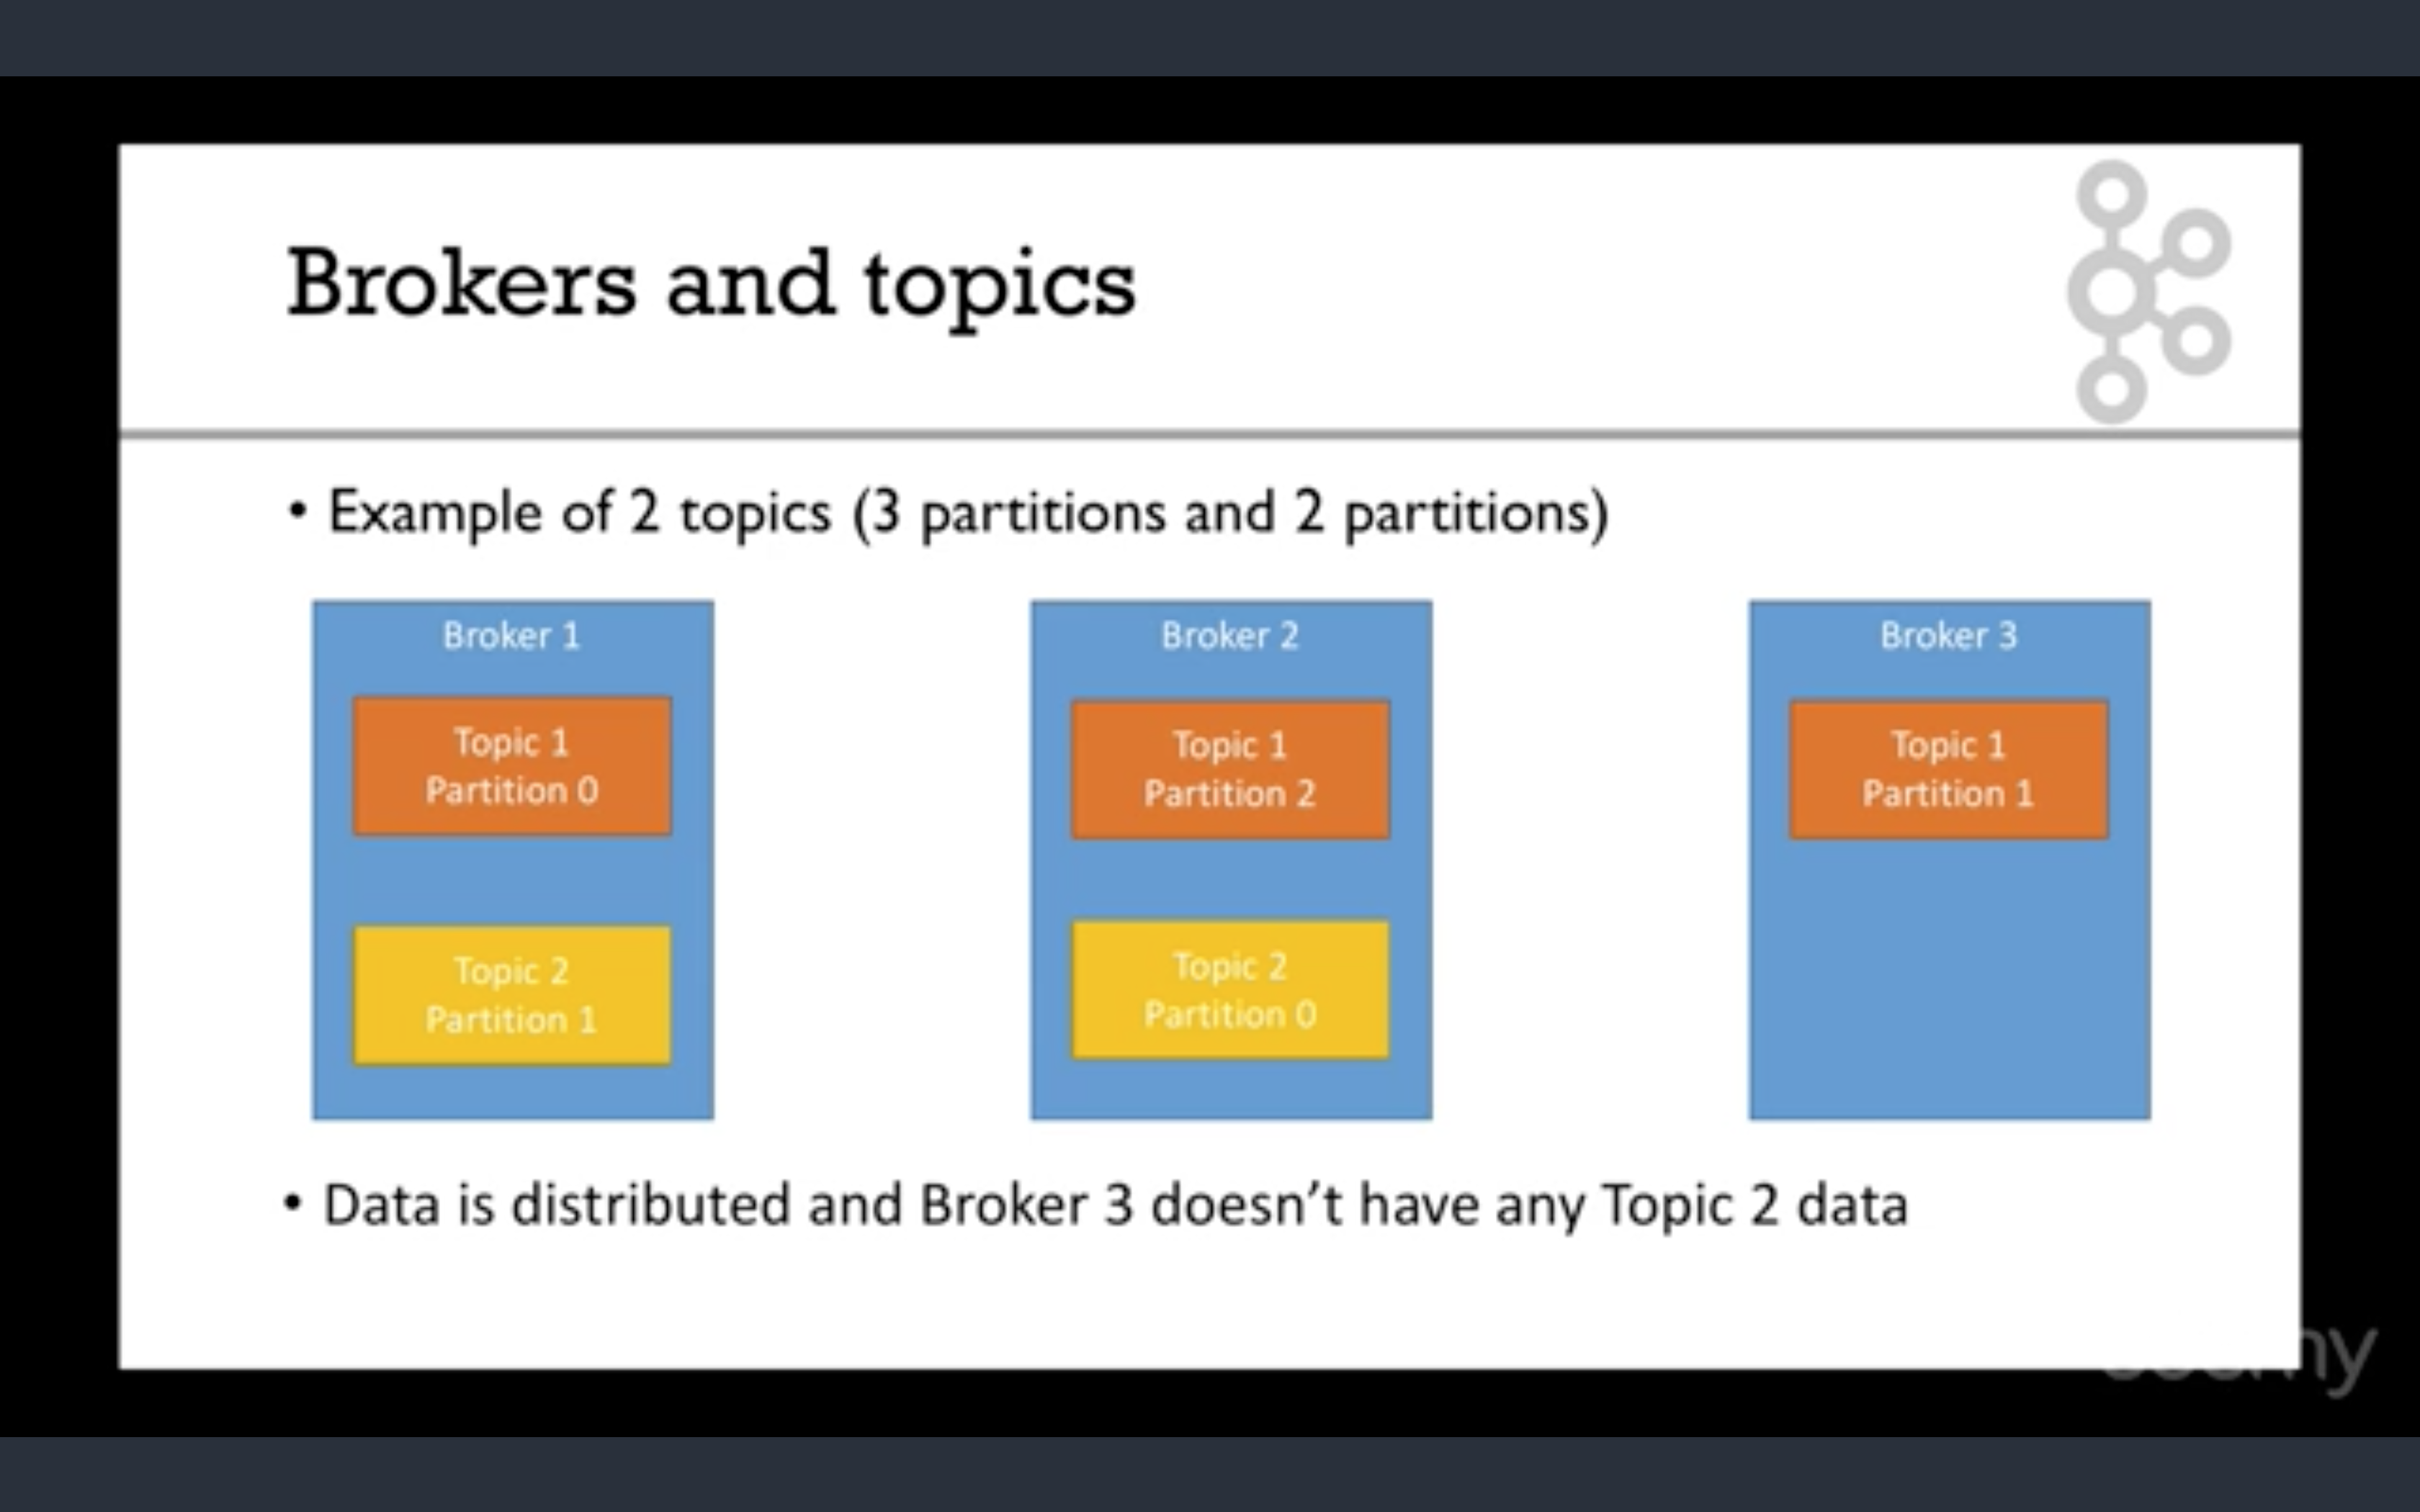 Brokers and topics
• Example of 2 topics (3 partitions and 2 partitions)
Broker 1
Topic 1
Partition 0
Topic 2
Partition 1
Broker 2
Topic 1
Partition 2
Topic 2
Partition 0
Broker 3
Topic 1
Partition 1
• Data is distributed and Broker 3 doesn’t have any Topic 2 data